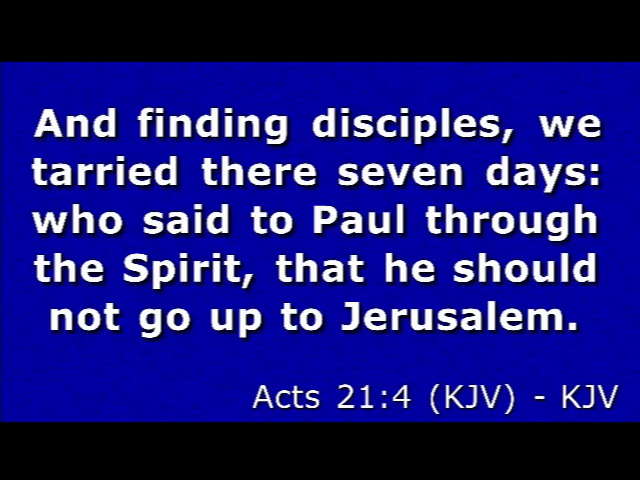 And finding disciples, we
tarried there seven days:
who said to Paul through
the Spirit, that he should
not go up to Jerusalem.
Acts 21:4 (KJV) - KJV